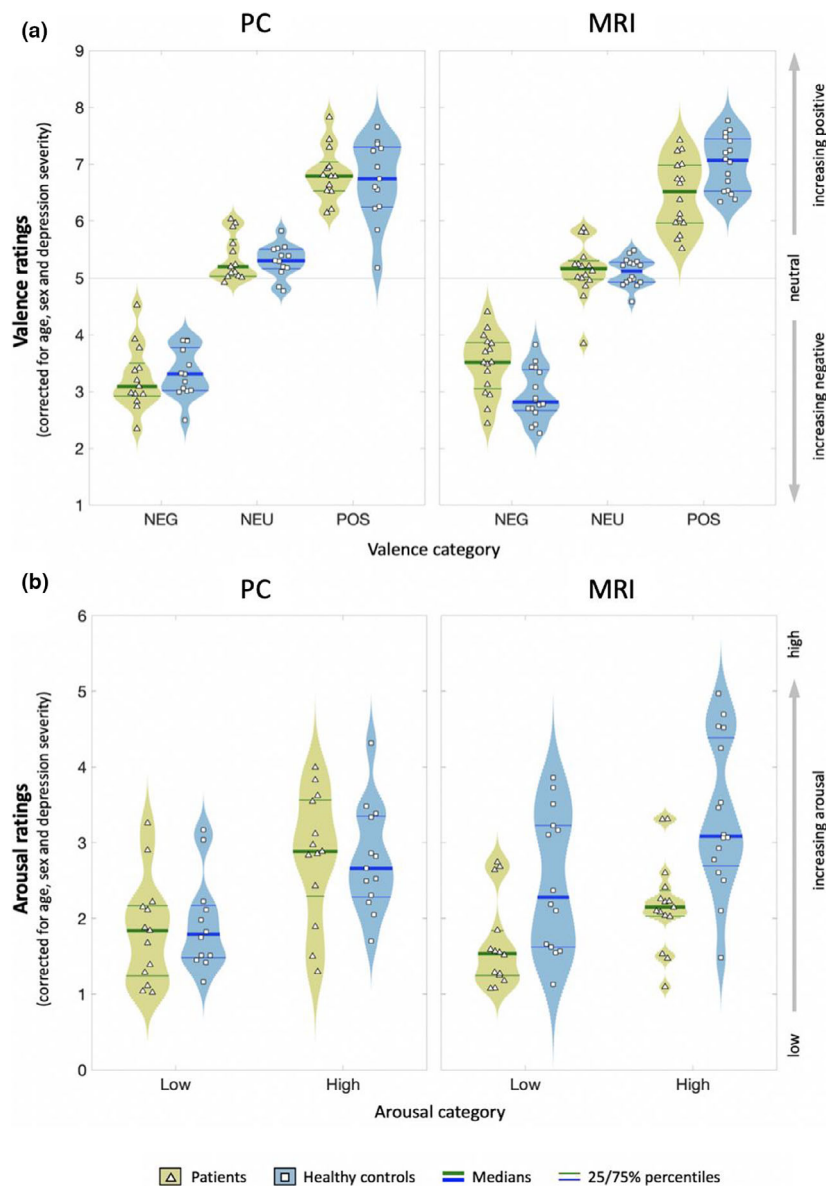 (a)
PC
MRI
9
8
7
6
5
4
3
2
1
Valence ratings
(corrected for age, sex and depression severity)
increasing positive
neutral
increasing negative
NEG
NEU
POS
NEG
NEU
POS
Valence category
(b)
PC
MRI
6
5
4
3
2
1
0
Arousal ratings
(corrected for age, sex and depression severity)
high
increasing arousal
low
Low
High
Low
High
Arousal category
Patients
Healthy controls
Medians
25/75% percentiles